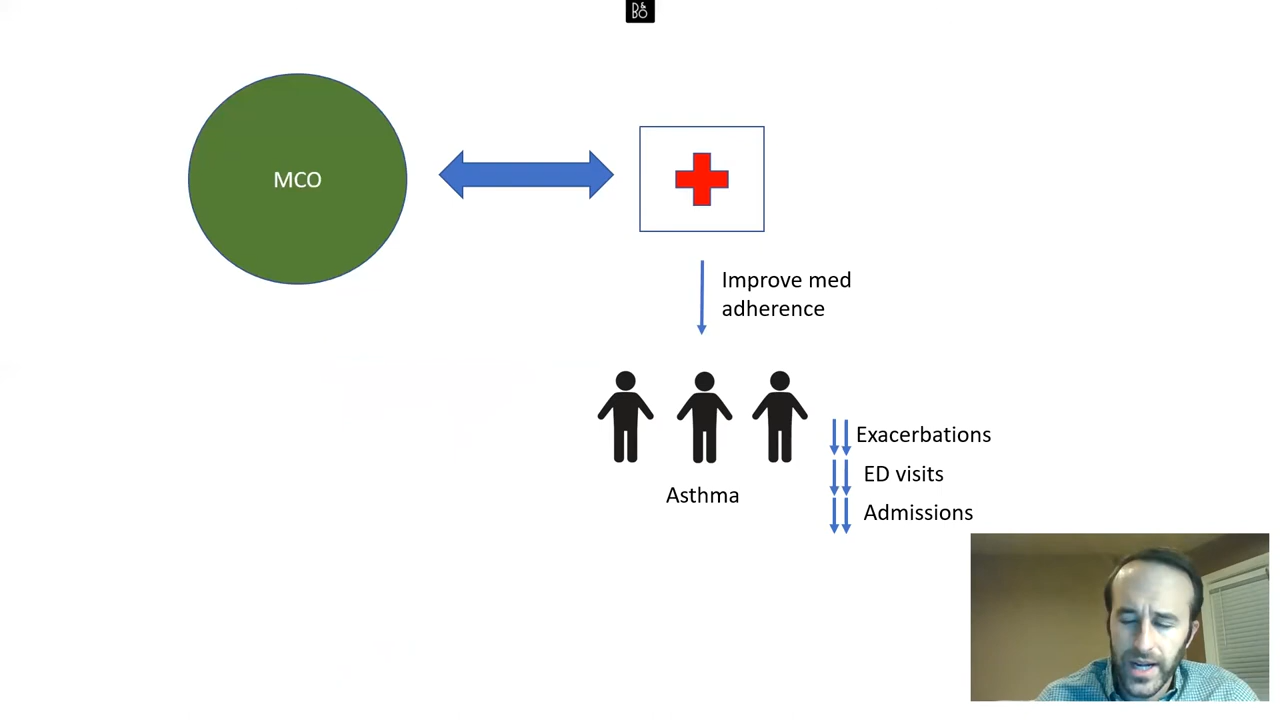 MCO
Improve med
adherence
Exacerbations
ED visits
Asthma
Admissions